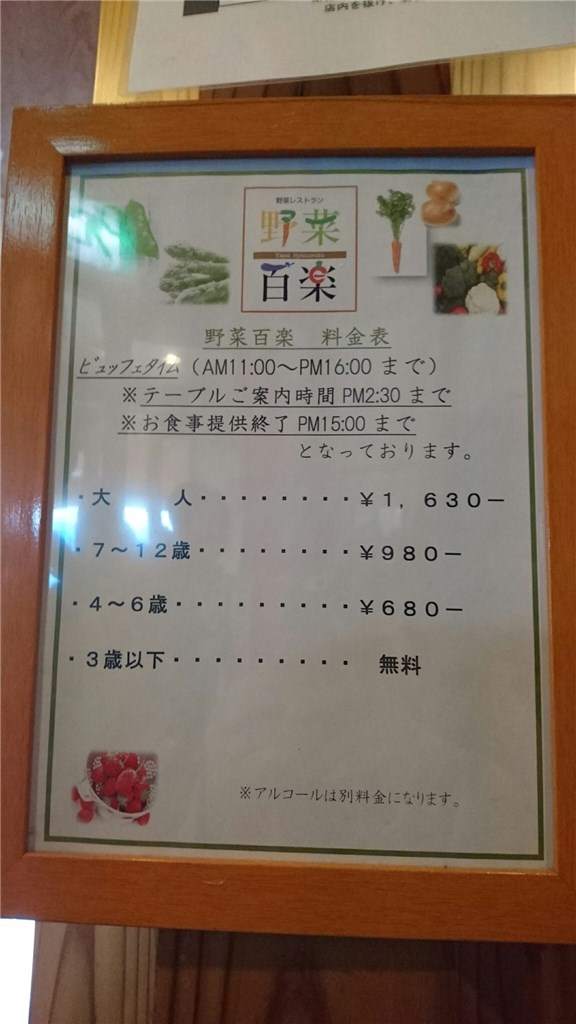 店内を抜け、
野菜レストラン
野菜
百楽
野菜百楽 料金表
ビュッフェタイム（AM11:00～PM16:00 まで）
※テーブルご案内時間 PM2:30 まで
※お食事提供終了 PM15:00 まで
となっております。
・大　　人・・・・・・・・￥１，６３０－
・７～１２歳・・・・・・・・￥９８０－
・４～６歳・・・・・・・・・￥６８０－
・３歳以下・・・・・・・・・　無料
※アルコールは別料金になります。